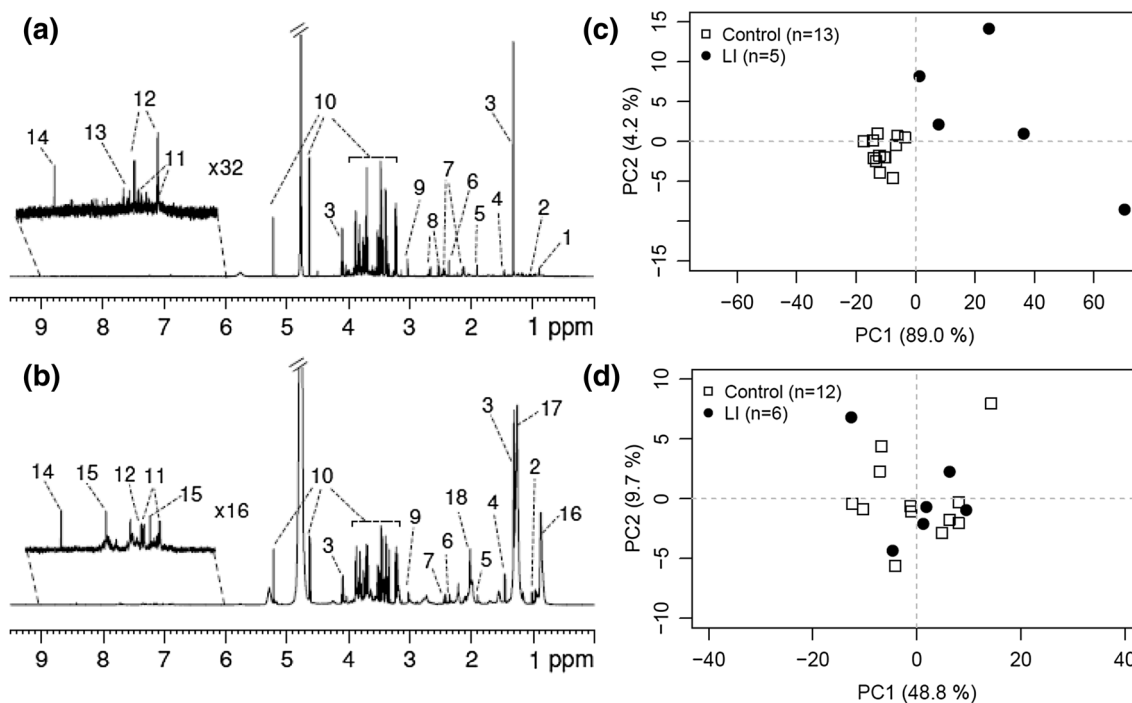 (a)
14
13
12
11
x32
10
3
3
9
8
7
6
5
4
2
1
9 8 7 6 5 4 3 2 1 ppm
(b)
14
15
12
11
15
x16
10
3
9
7
6
18
5
4
3
17
2
16
9 8 7 6 5 4 3 2 1 ppm
(c)
□ Control (n=13)
● LI (n=5)
PC2 (4.2 %)
15
10
5
0
−5
−15
−60 −40 −20 0 20 40 60
PC1 (89.0 %)
(d)
□ Control (n=12)
● LI (n=6)
PC2 (9.7 %)
10
5
0
−5
−10
−40 −20 0 20 40
PC1 (48.8 %)